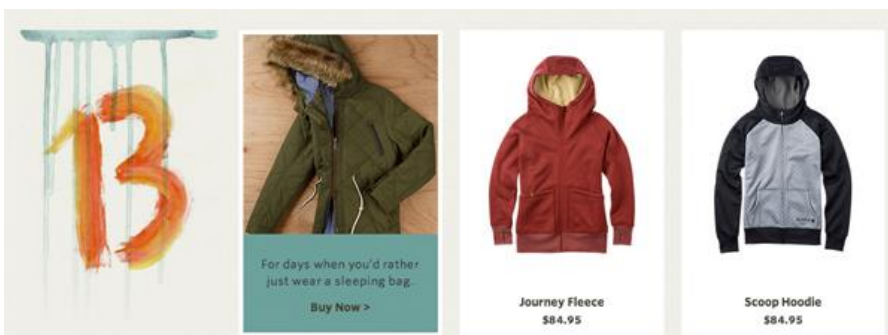 B
For days when you'd rather
just wear a sleeping bag.
Buy Now >
Journey Fleece
$84.95
Scoop Hoodie
$84.95